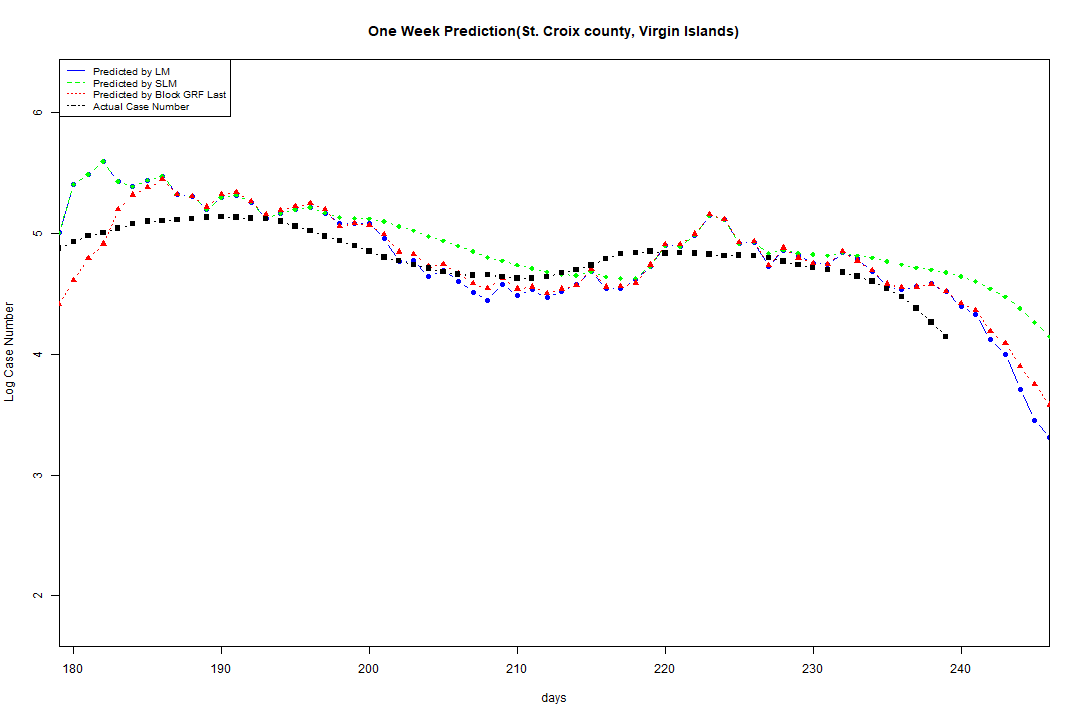 One Week Prediction(St. Croix county, Virgin Islands)
Predicted by LM
Predicted by SLM
Predicted by Block GRF Last
Actual Case Number
6
5
4
3
2
Log Case Number
180 190 200 210 220 230 240
days